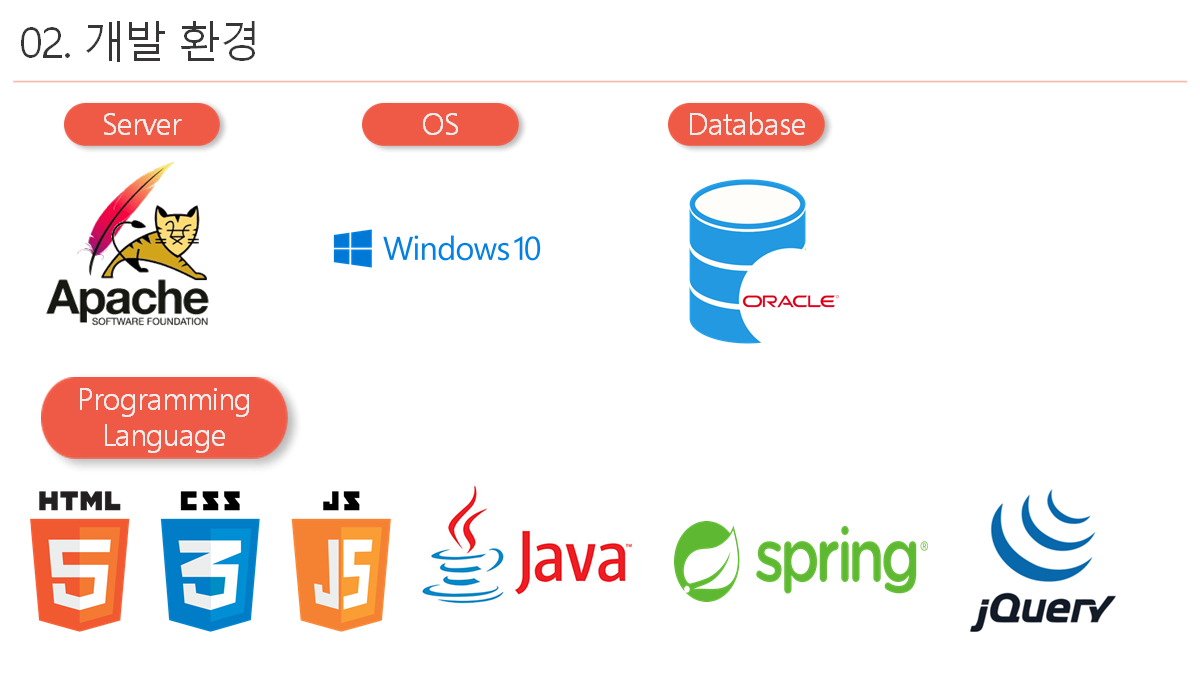 02. 개발 환경
Server
OS
Database
Apache
SOFTWARE FOUNDATION
Windows 10
ORACLE
Programming
Language
HTML
5
CSS
3
JS
JS
Java™
spring®
jQuery